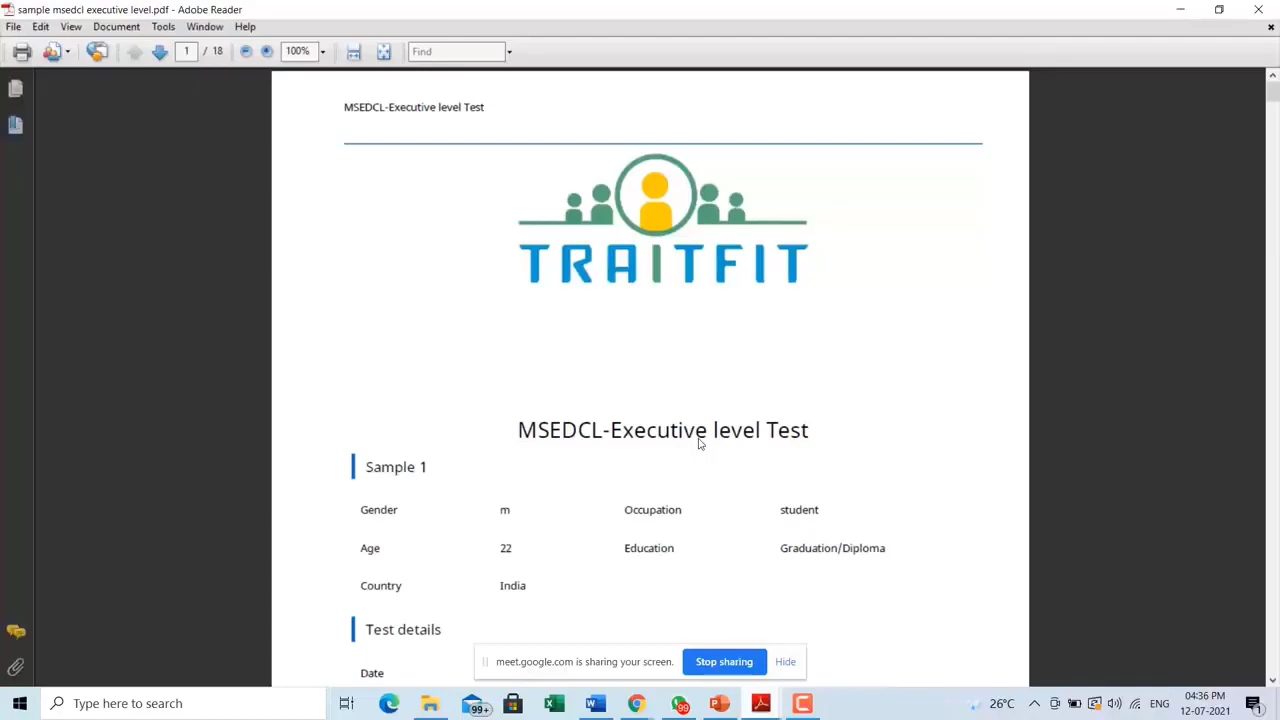 sample msedcl executive level.pdf - Adobe Reader
File Edit View Document Tools Window Help
1 / 18 100% Find
MSEDCL-Executive level Test
TRAITFIT
MSEDCL-Executive level Test
Sample 1
Gender m Occupation student
Age 22 Education Graduation/Diploma
Country India
Test details
meet.google.com is sharing your screen. Stop sharing Hide
Date
Type here to search 99+ 99 26°C ENG 04:36 PM
12-07-2021 1